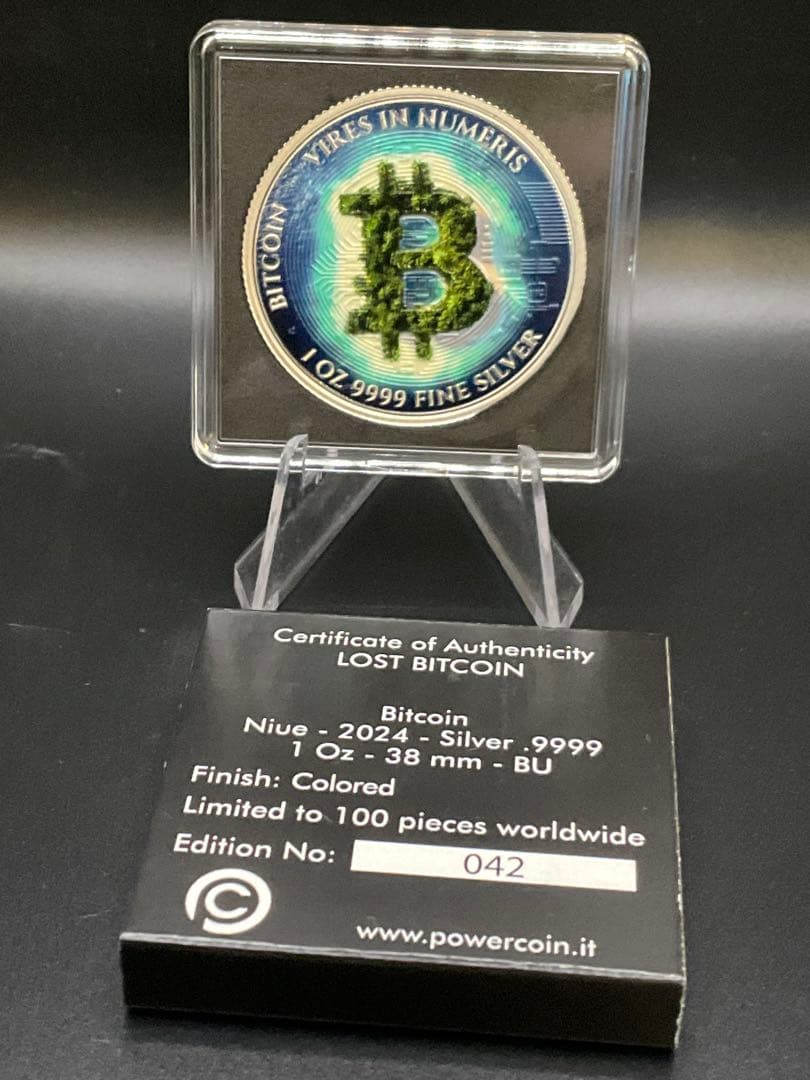 VIRES IN NUMERIS
BITCOIN
1 OZ 9999 FINE SILVER
Certificate of Authenticity
LOST BITCOIN
Bitcoin
Niue - 2024 - Silver .9999
1 Oz - 38 mm - BU
Finish: Colored
Limited to 100 pieces worldwide
Edition No: 042
www.powercoin.it